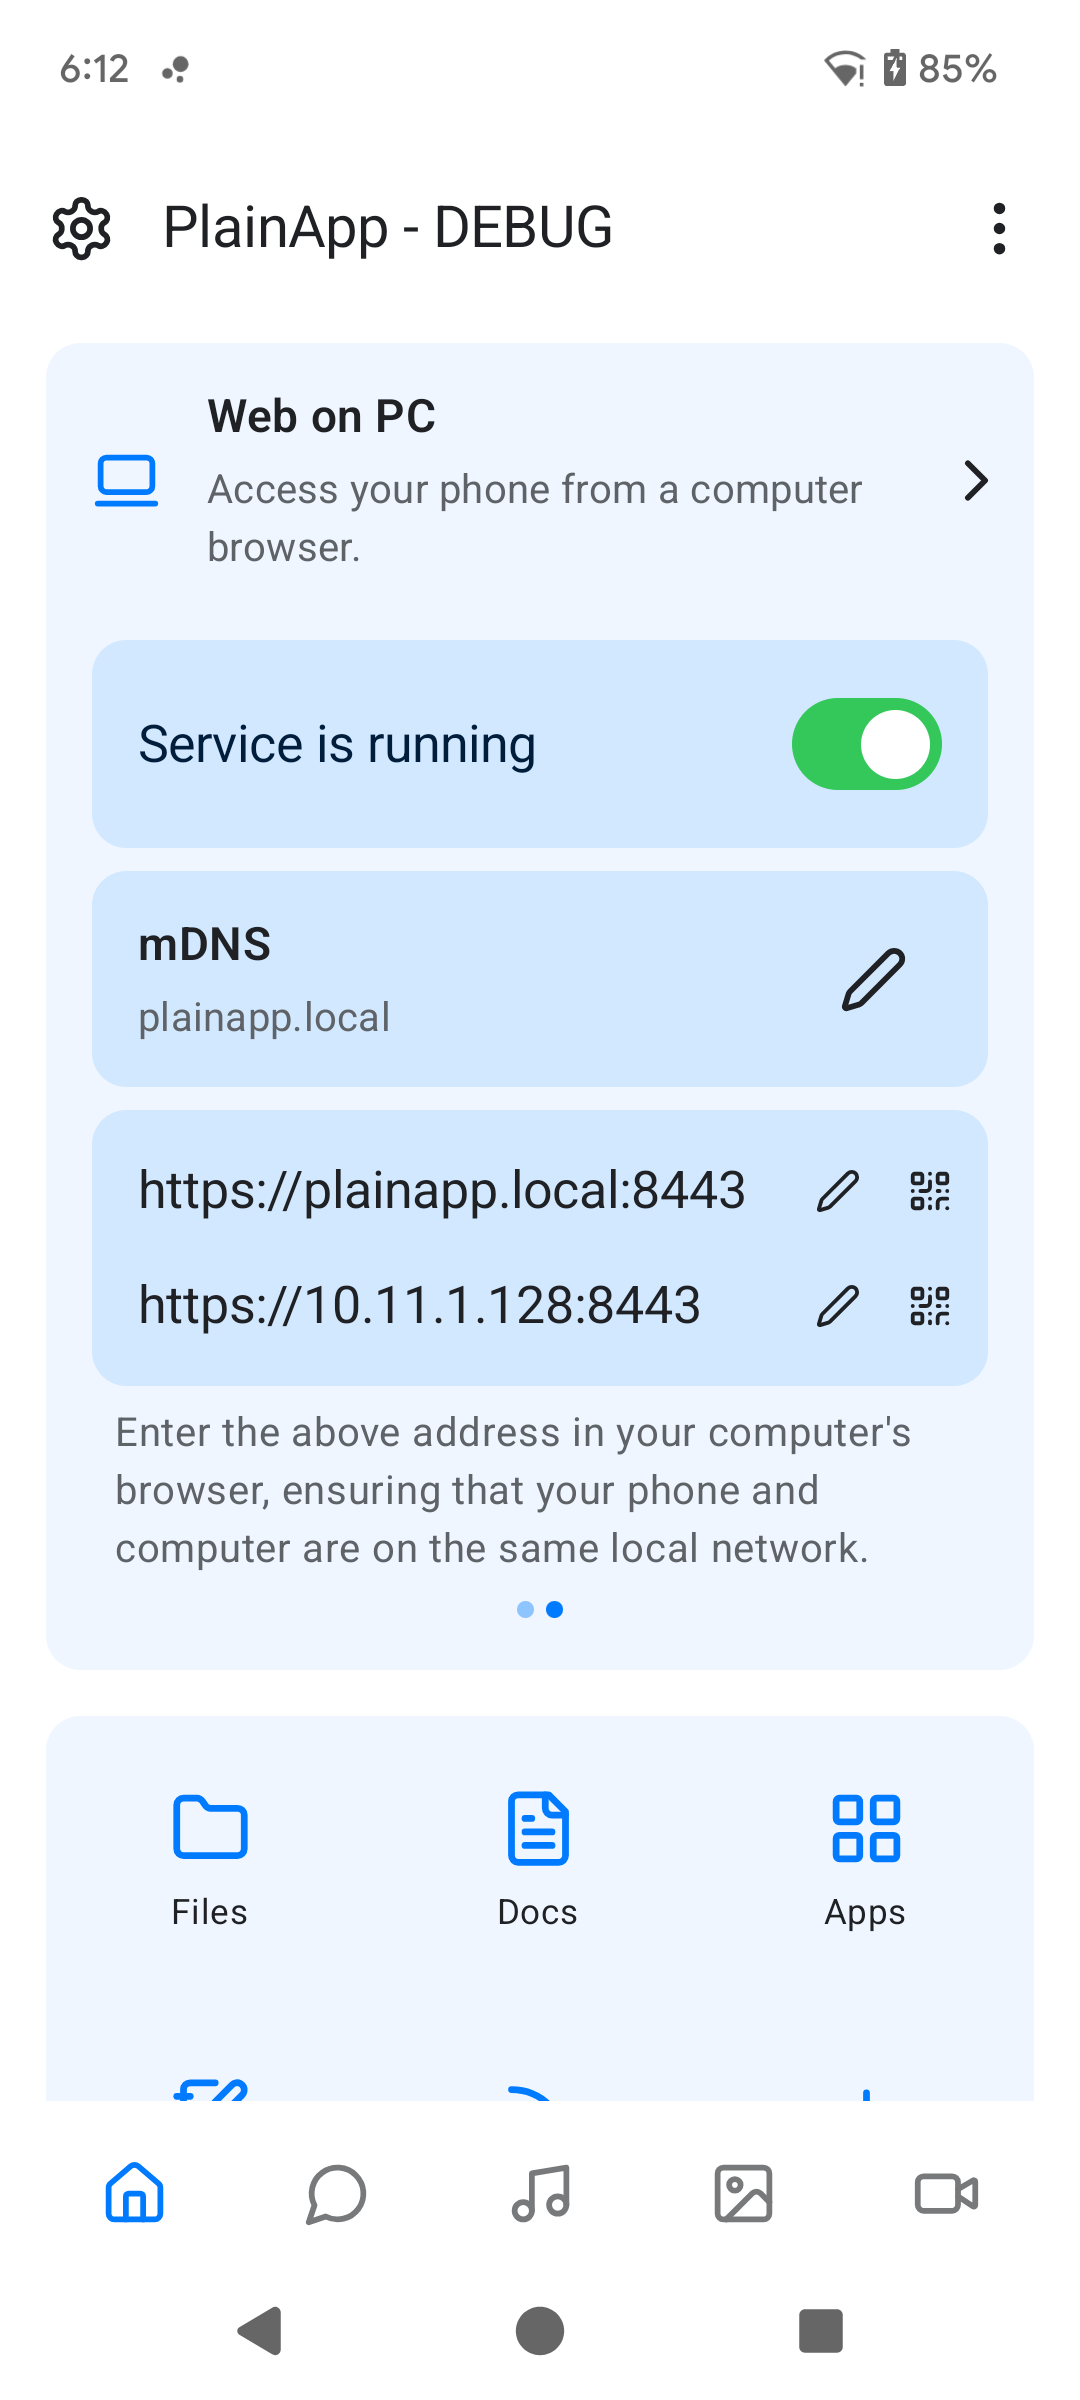 6:12
85%
PlainApp - DEBUG
Web on PC
Access your phone from a computer
browser.
Service is running
mDNS
plainapp.local
https://plainapp.local:8443
https://10.11.1.128:8443
Enter the above address in your computer's
browser, ensuring that your phone and
computer are on the same local network.
Files
Docs
Apps